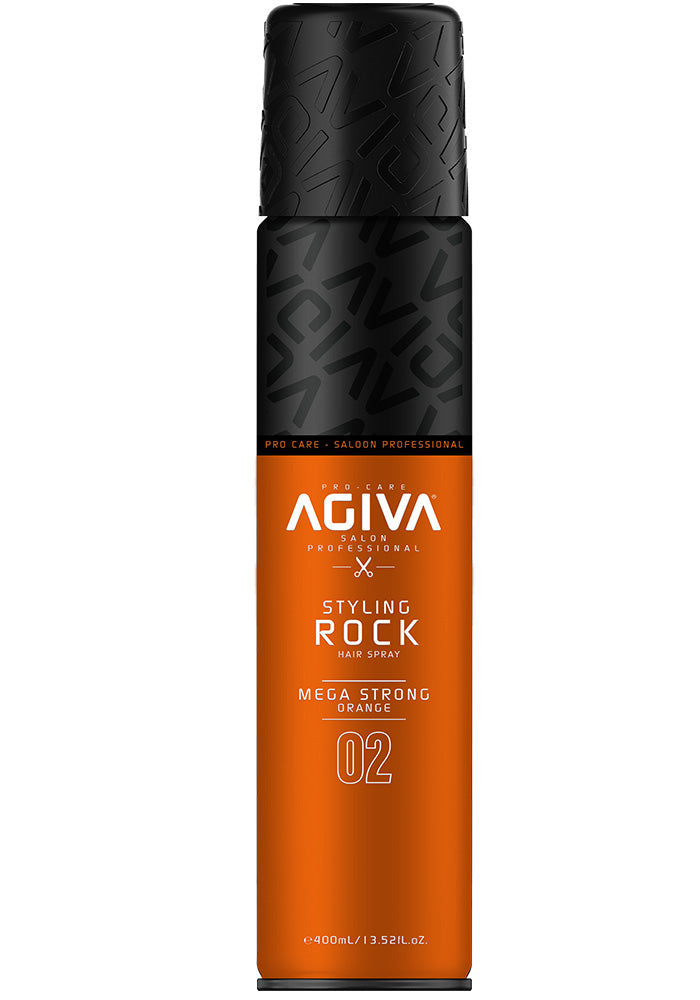 PRO CARE - SALOON PROFESSIONAL
PRO-CARE
AGIVA®
SALON
PROFESSIONAL
STYLING
ROCK
HAIR SPRAY
MEGA STRONG
ORANGE
02
℮400mL/13.52fL.oZ.